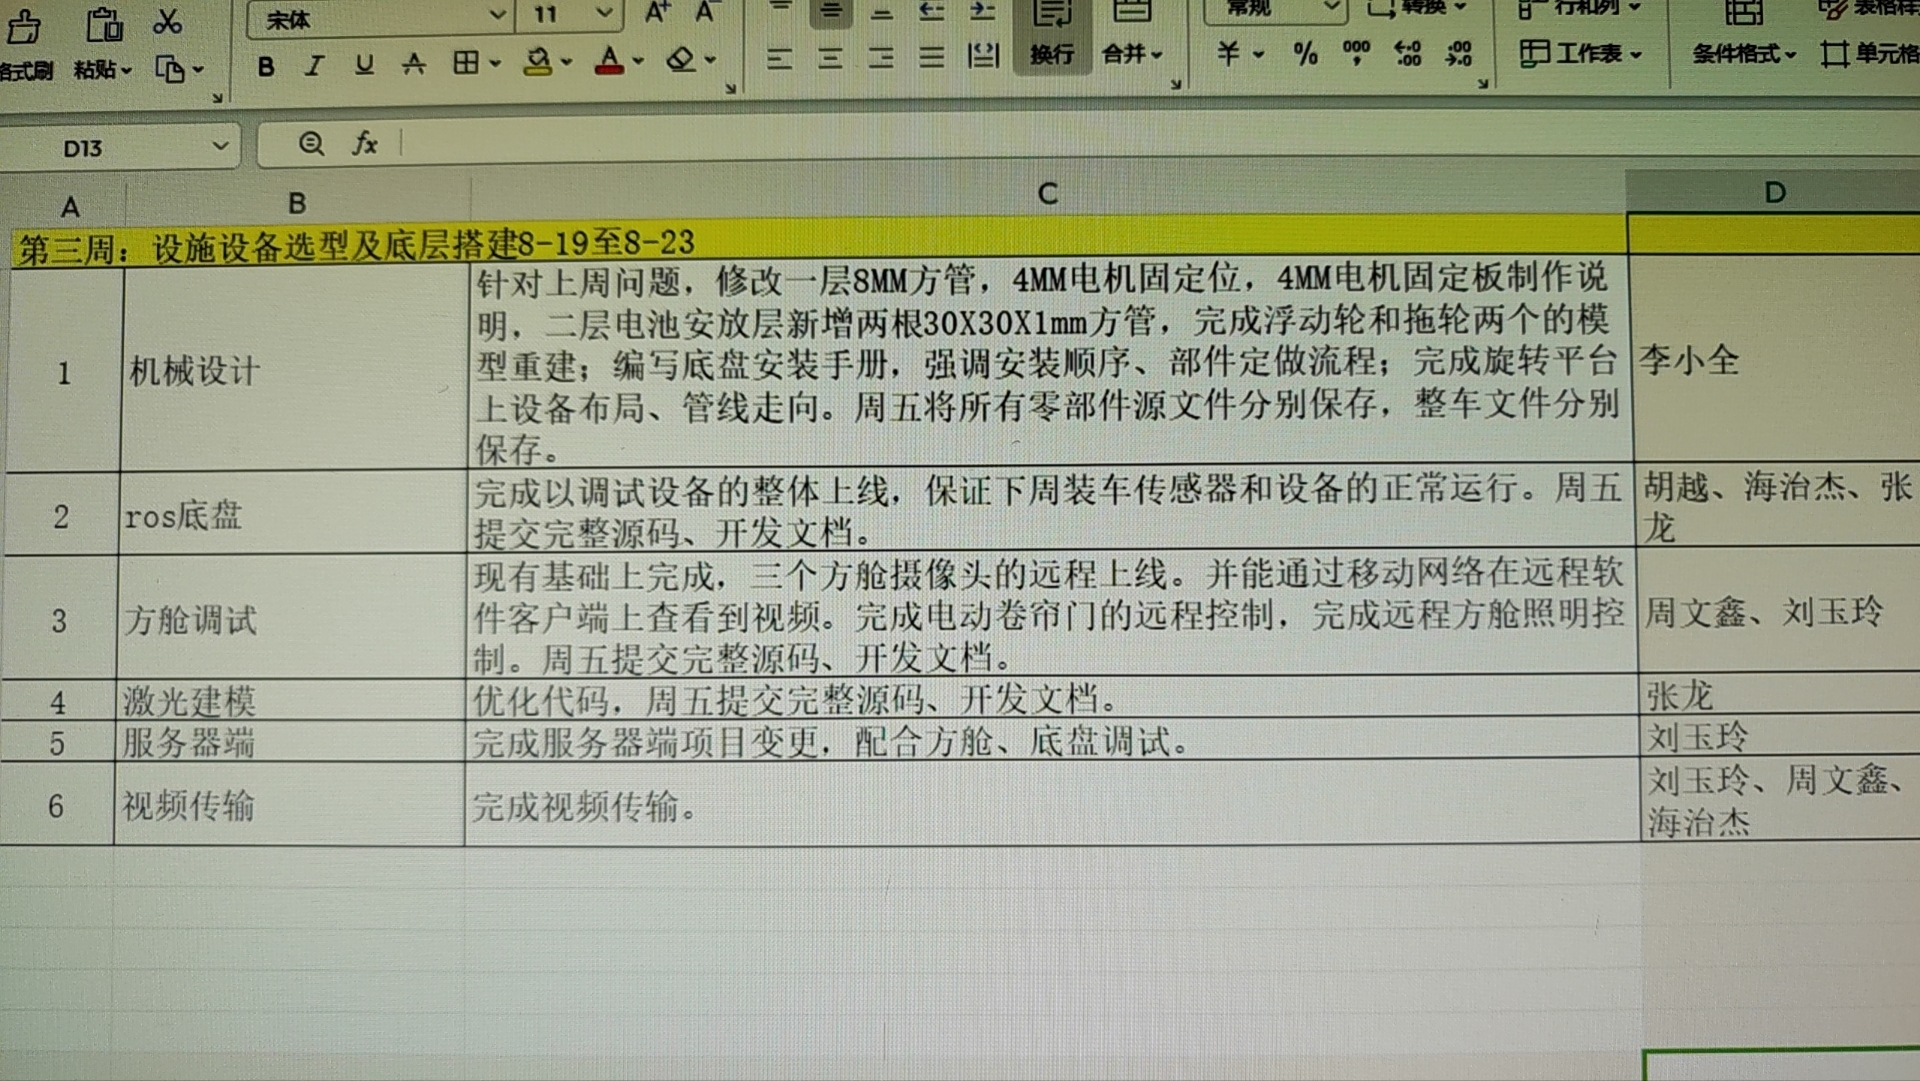 宋体 11 A+ A- 常规 转换 行和列
格式刷 粘贴 B I U A A 换行 合并 ¥ % 000 工作表 条件格式 单元格
D13 fx
A B C D
第三周：设施设备选型及底层搭建8-19至8-23
1 机械设计
针对上周问题，修改一层8MM方管，4MM电机固定位，4MM电机固定板制作说
明，二层电池安放层新增两根30X30X1mm方管，完成浮动轮和拖轮两个的模
型重建；编写底盘安装手册，强调安装顺序、部件定做流程；完成旋转平台
上设备布局、管线走向。周五将所有零部件源文件分别保存，整车文件分别
保存。
李小全
2 ros底盘
完成以调试设备的整体上线，保证下周装车传感器和设备的正常运行。周五
提交完整源码、开发文档。
胡越、海治杰、张
龙
3 方舱调试
现有基础上完成，三个方舱摄像头的远程上线。并能通过移动网络在远程软
件客户端上查看到视频。完成电动卷帘门的远程控制，完成远程方舱照明控
制。周五提交完整源码、开发文档。
周文鑫、刘玉玲
4 激光建模 优化代码，周五提交完整源码、开发文档。 张龙
5 服务器端 完成服务器端项目变更，配合方舱、底盘调试。 刘玉玲
6 视频传输 完成视频传输。
刘玉玲、周文鑫、
海治杰